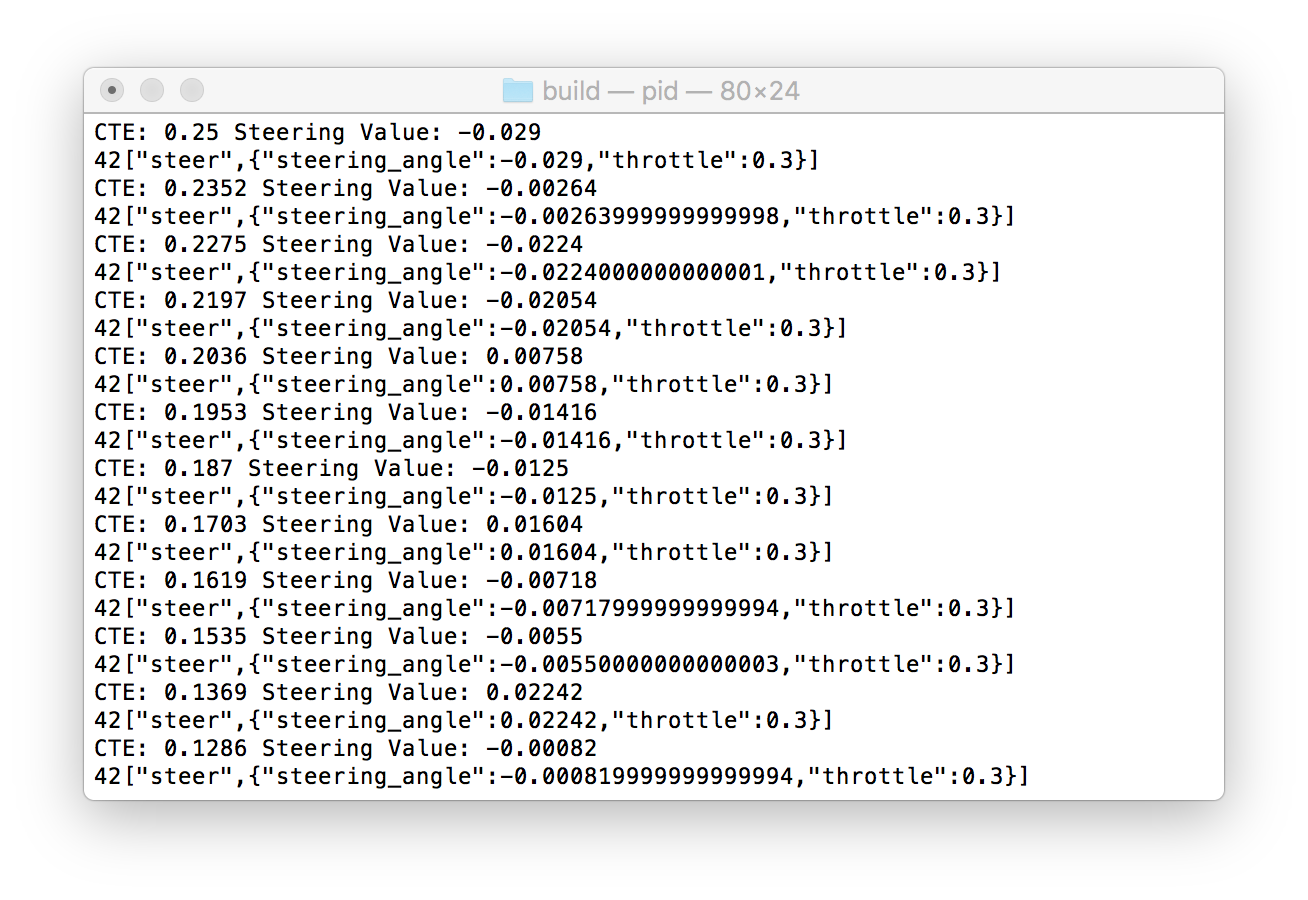 build — pid — 80×24
CTE: 0.25 Steering Value: -0.029
42["steer",{"steering_angle":-0.029,"throttle":0.3}]
CTE: 0.2352 Steering Value: -0.00264
42["steer",{"steering_angle":-0.00263999999999998,"throttle":0.3}]
CTE: 0.2275 Steering Value: -0.0224
42["steer",{"steering_angle":-0.0224000000000001,"throttle":0.3}]
CTE: 0.2197 Steering Value: -0.02054
42["steer",{"steering_angle":-0.02054,"throttle":0.3}]
CTE: 0.2036 Steering Value: 0.00758
42["steer",{"steering_angle":0.00758,"throttle":0.3}]
CTE: 0.1953 Steering Value: -0.01416
42["steer",{"steering_angle":-0.01416,"throttle":0.3}]
CTE: 0.187 Steering Value: -0.0125
42["steer",{"steering_angle":-0.0125,"throttle":0.3}]
CTE: 0.1703 Steering Value: 0.01604
42["steer",{"steering_angle":0.01604,"throttle":0.3}]
CTE: 0.1619 Steering Value: -0.00718
42["steer",{"steering_angle":-0.00717999999999994,"throttle":0.3}]
CTE: 0.1535 Steering Value: -0.0055
42["steer",{"steering_angle":-0.00550000000000003,"throttle":0.3}]
CTE: 0.1369 Steering Value: 0.02242
42["steer",{"steering_angle":0.02242,"throttle":0.3}]
CTE: 0.1286 Steering Value: -0.00082
42["steer",{"steering_angle":-0.000819999999999994,"throttle":0.3}]